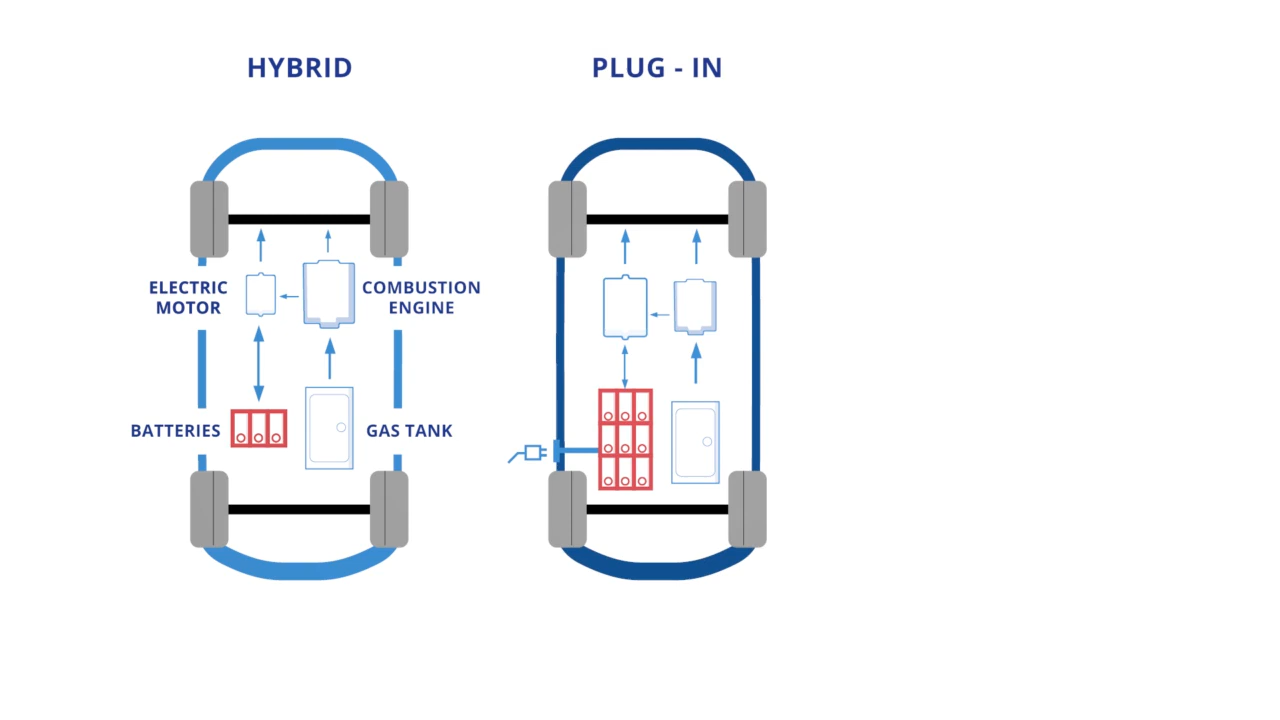 HYBRID
PLUG - IN
ELECTRIC
MOTOR
COMBUSTION
ENGINE
BATTERIES
GAS TANK